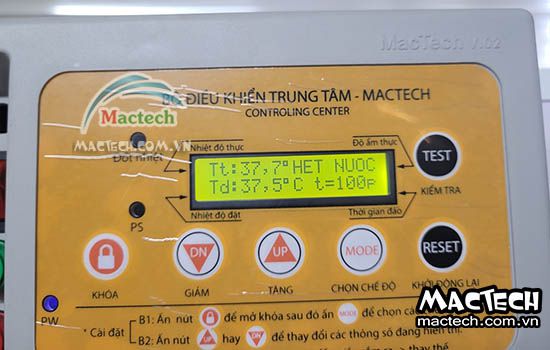 MacTech V.02
BỘ ĐIỀU KHIỂN TRUNG TÂM - MACTECH
CONTROLING CENTER
Mactech
MACTECH.COM.VN
Đốt nhiệt
Nhiệt độ thực
Độ ẩm thực
Tt:37,7° HET NUOC
Td:37,5°C t=100p
Nhiệt độ đặt
Thời gian đảo
TEST
KIỂM TRA
PS
DN
UP
MODE
RESET
KHÓA
GIẢM
TĂNG
CHỌN CHẾ ĐỘ
KHỞI ĐỘNG LẠI
PW
* Cài đặt
B1: Ấn nút để mở khóa sau đó ấn MODE để chọn các
B2: Ấn nút UP hay DN để thay đổi các thông số đang hiển thị.
MACTECH
mactech.com.vn